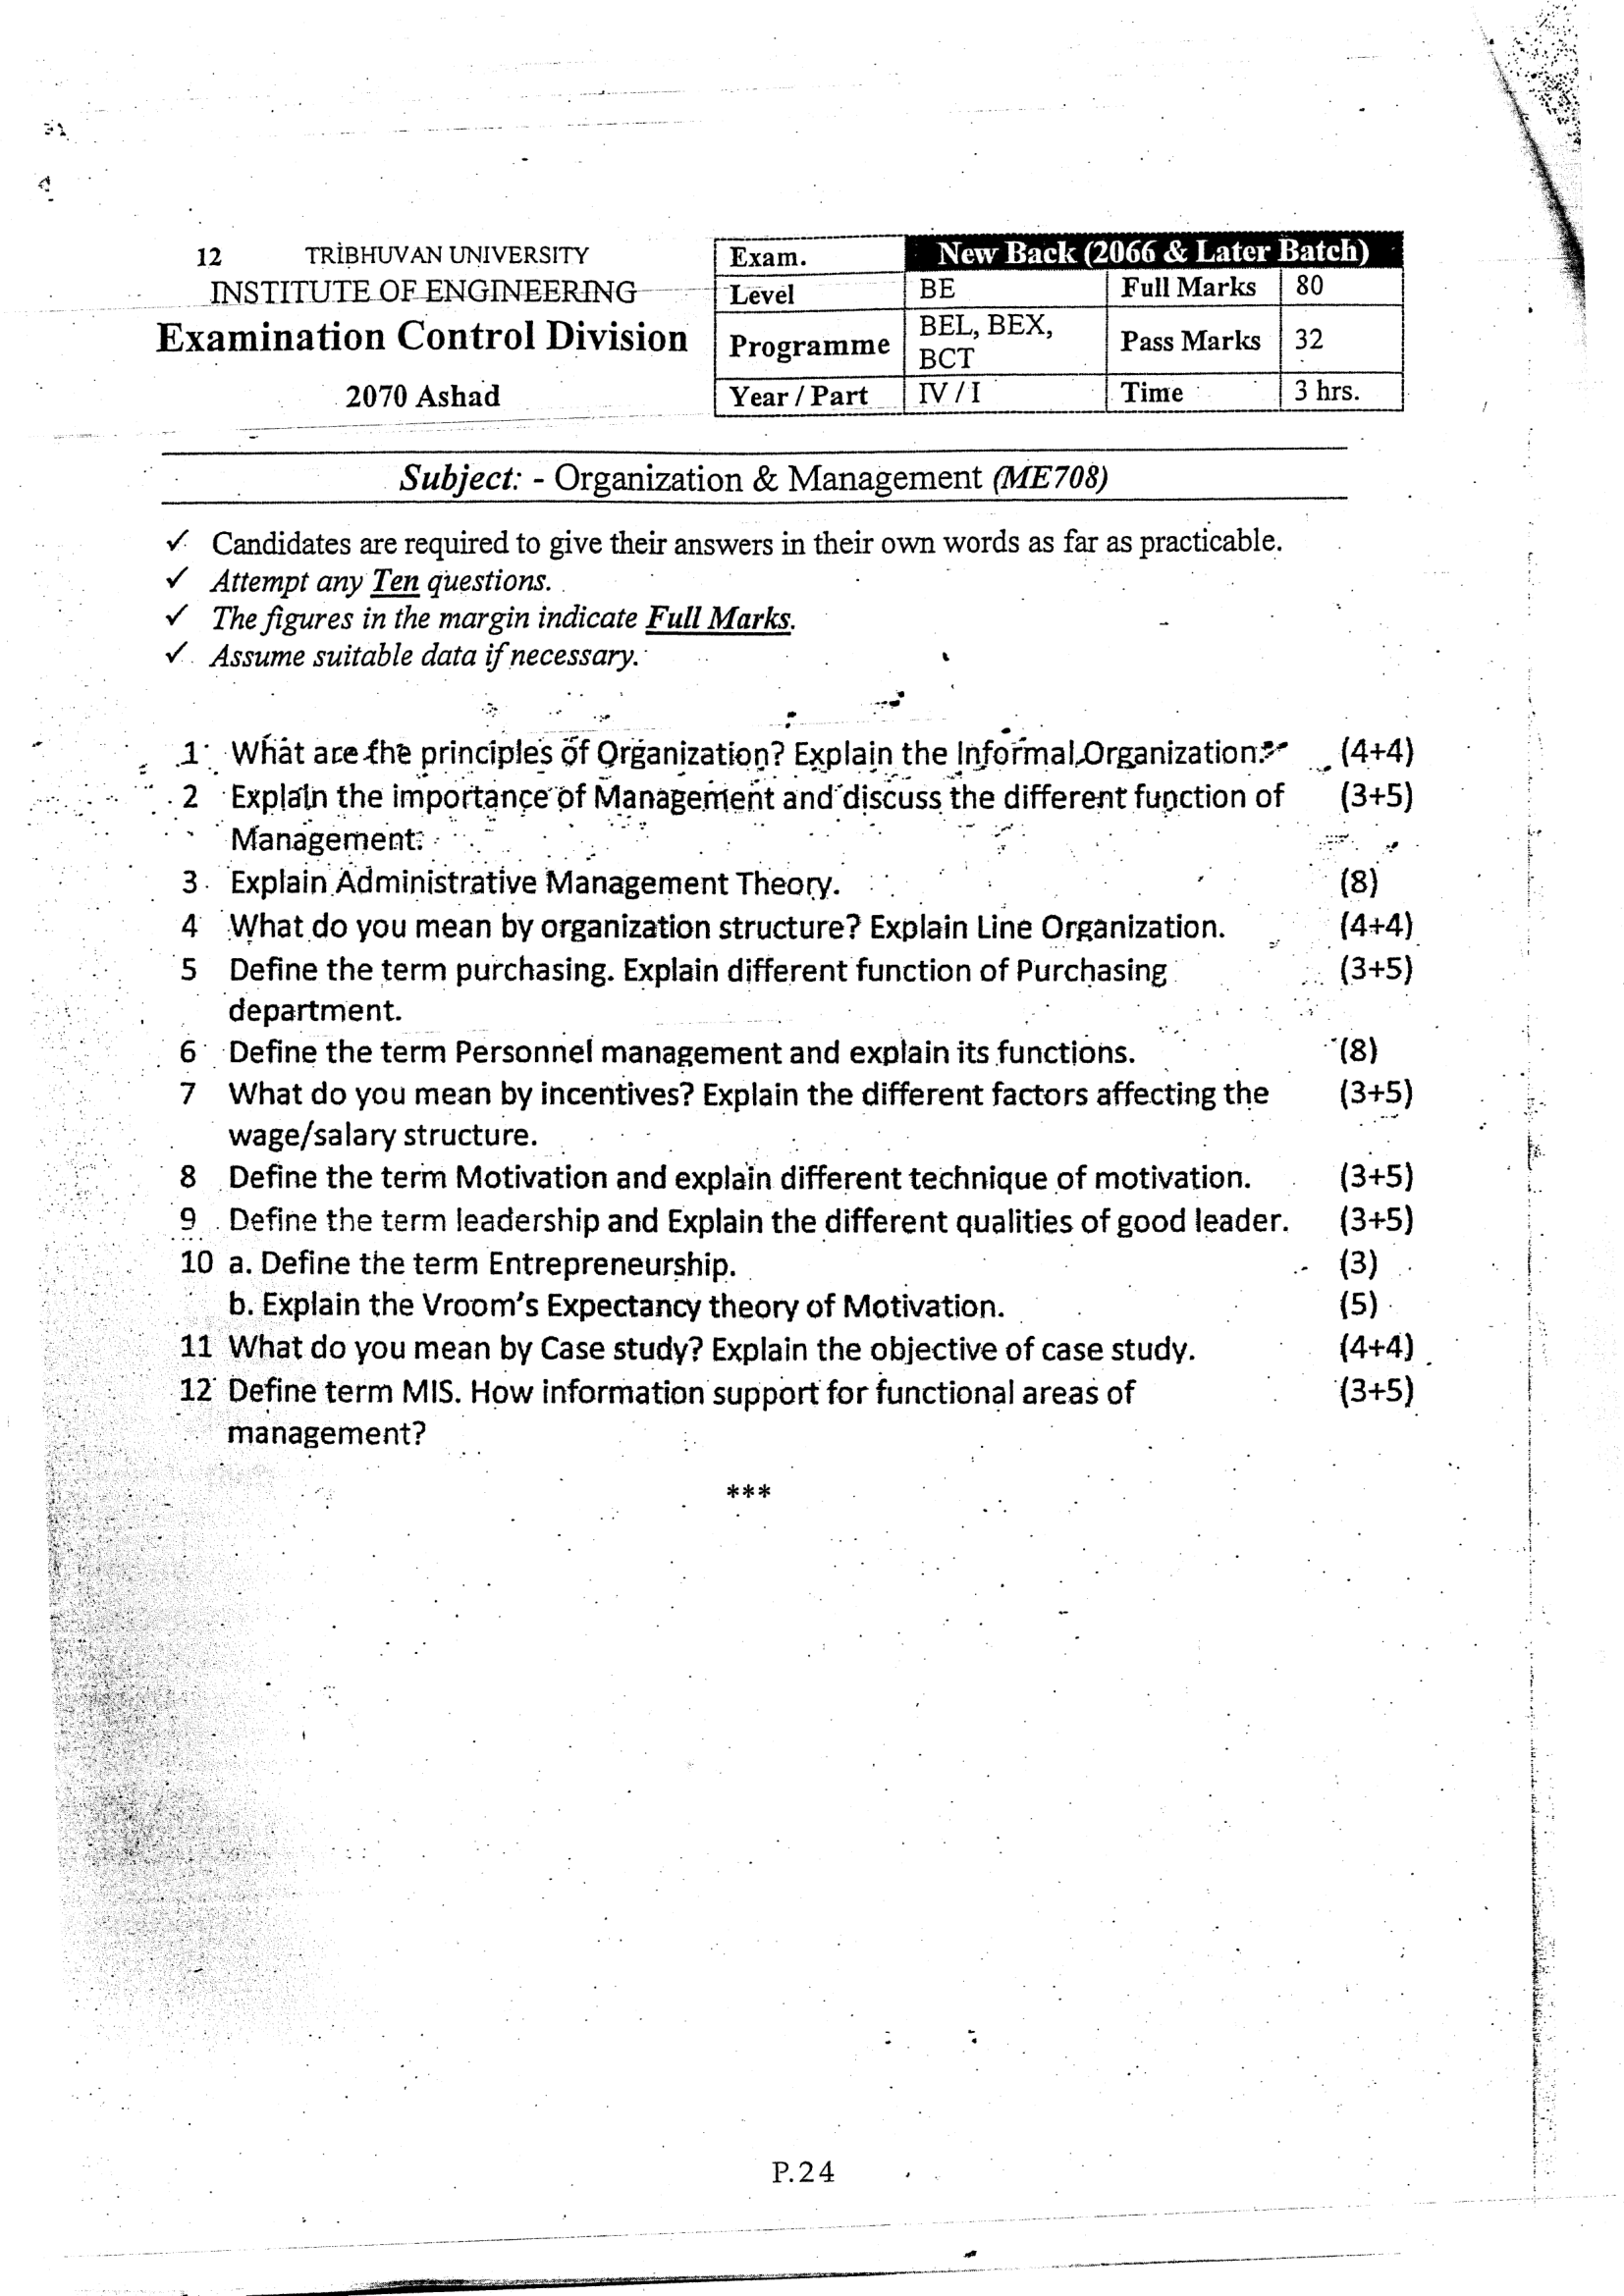 12 TRIBHUVAN UNIVERSITY
INSTITUTE OF ENGINEERING
Examination Control Division
2070 Ashad
Exam. New Back (2066 & Later Batch)
Level BE Full Marks 80
Programme BEL, BEX, BCT Pass Marks 32
Year / Part IV / I Time 3 hrs.
Subject: - Organization & Management (ME708)
✓ Candidates are required to give their answers in their own words as far as practicable.
✓ Attempt any Ten questions.
✓ The figures in the margin indicate Full Marks.
✓ Assume suitable data if necessary.
1 What are the principles of Organization? Explain the Informal Organization. (4+4)
2 Explain the importance of Management and discuss the different function of (3+5)
Management.
3 Explain Administrative Management Theory. (8)
4 What do you mean by organization structure? Explain Line Organization. (4+4)
5 Define the term purchasing. Explain different function of Purchasing (3+5)
department.
6 Define the term Personnel management and explain its functions. (8)
7 What do you mean by incentives? Explain the different factors affecting the (3+5)
wage/salary structure.
8 Define the term Motivation and explain different technique of motivation. (3+5)
9 Define the term leadership and Explain the different qualities of good leader. (3+5)
10 a. Define the term Entrepreneurship. (3)
b. Explain the Vroom's Expectancy theory of Motivation. (5)
11 What do you mean by Case study? Explain the objective of case study. (4+4)
12 Define term MIS. How information support for functional areas of (3+5)
management?
***
P.24